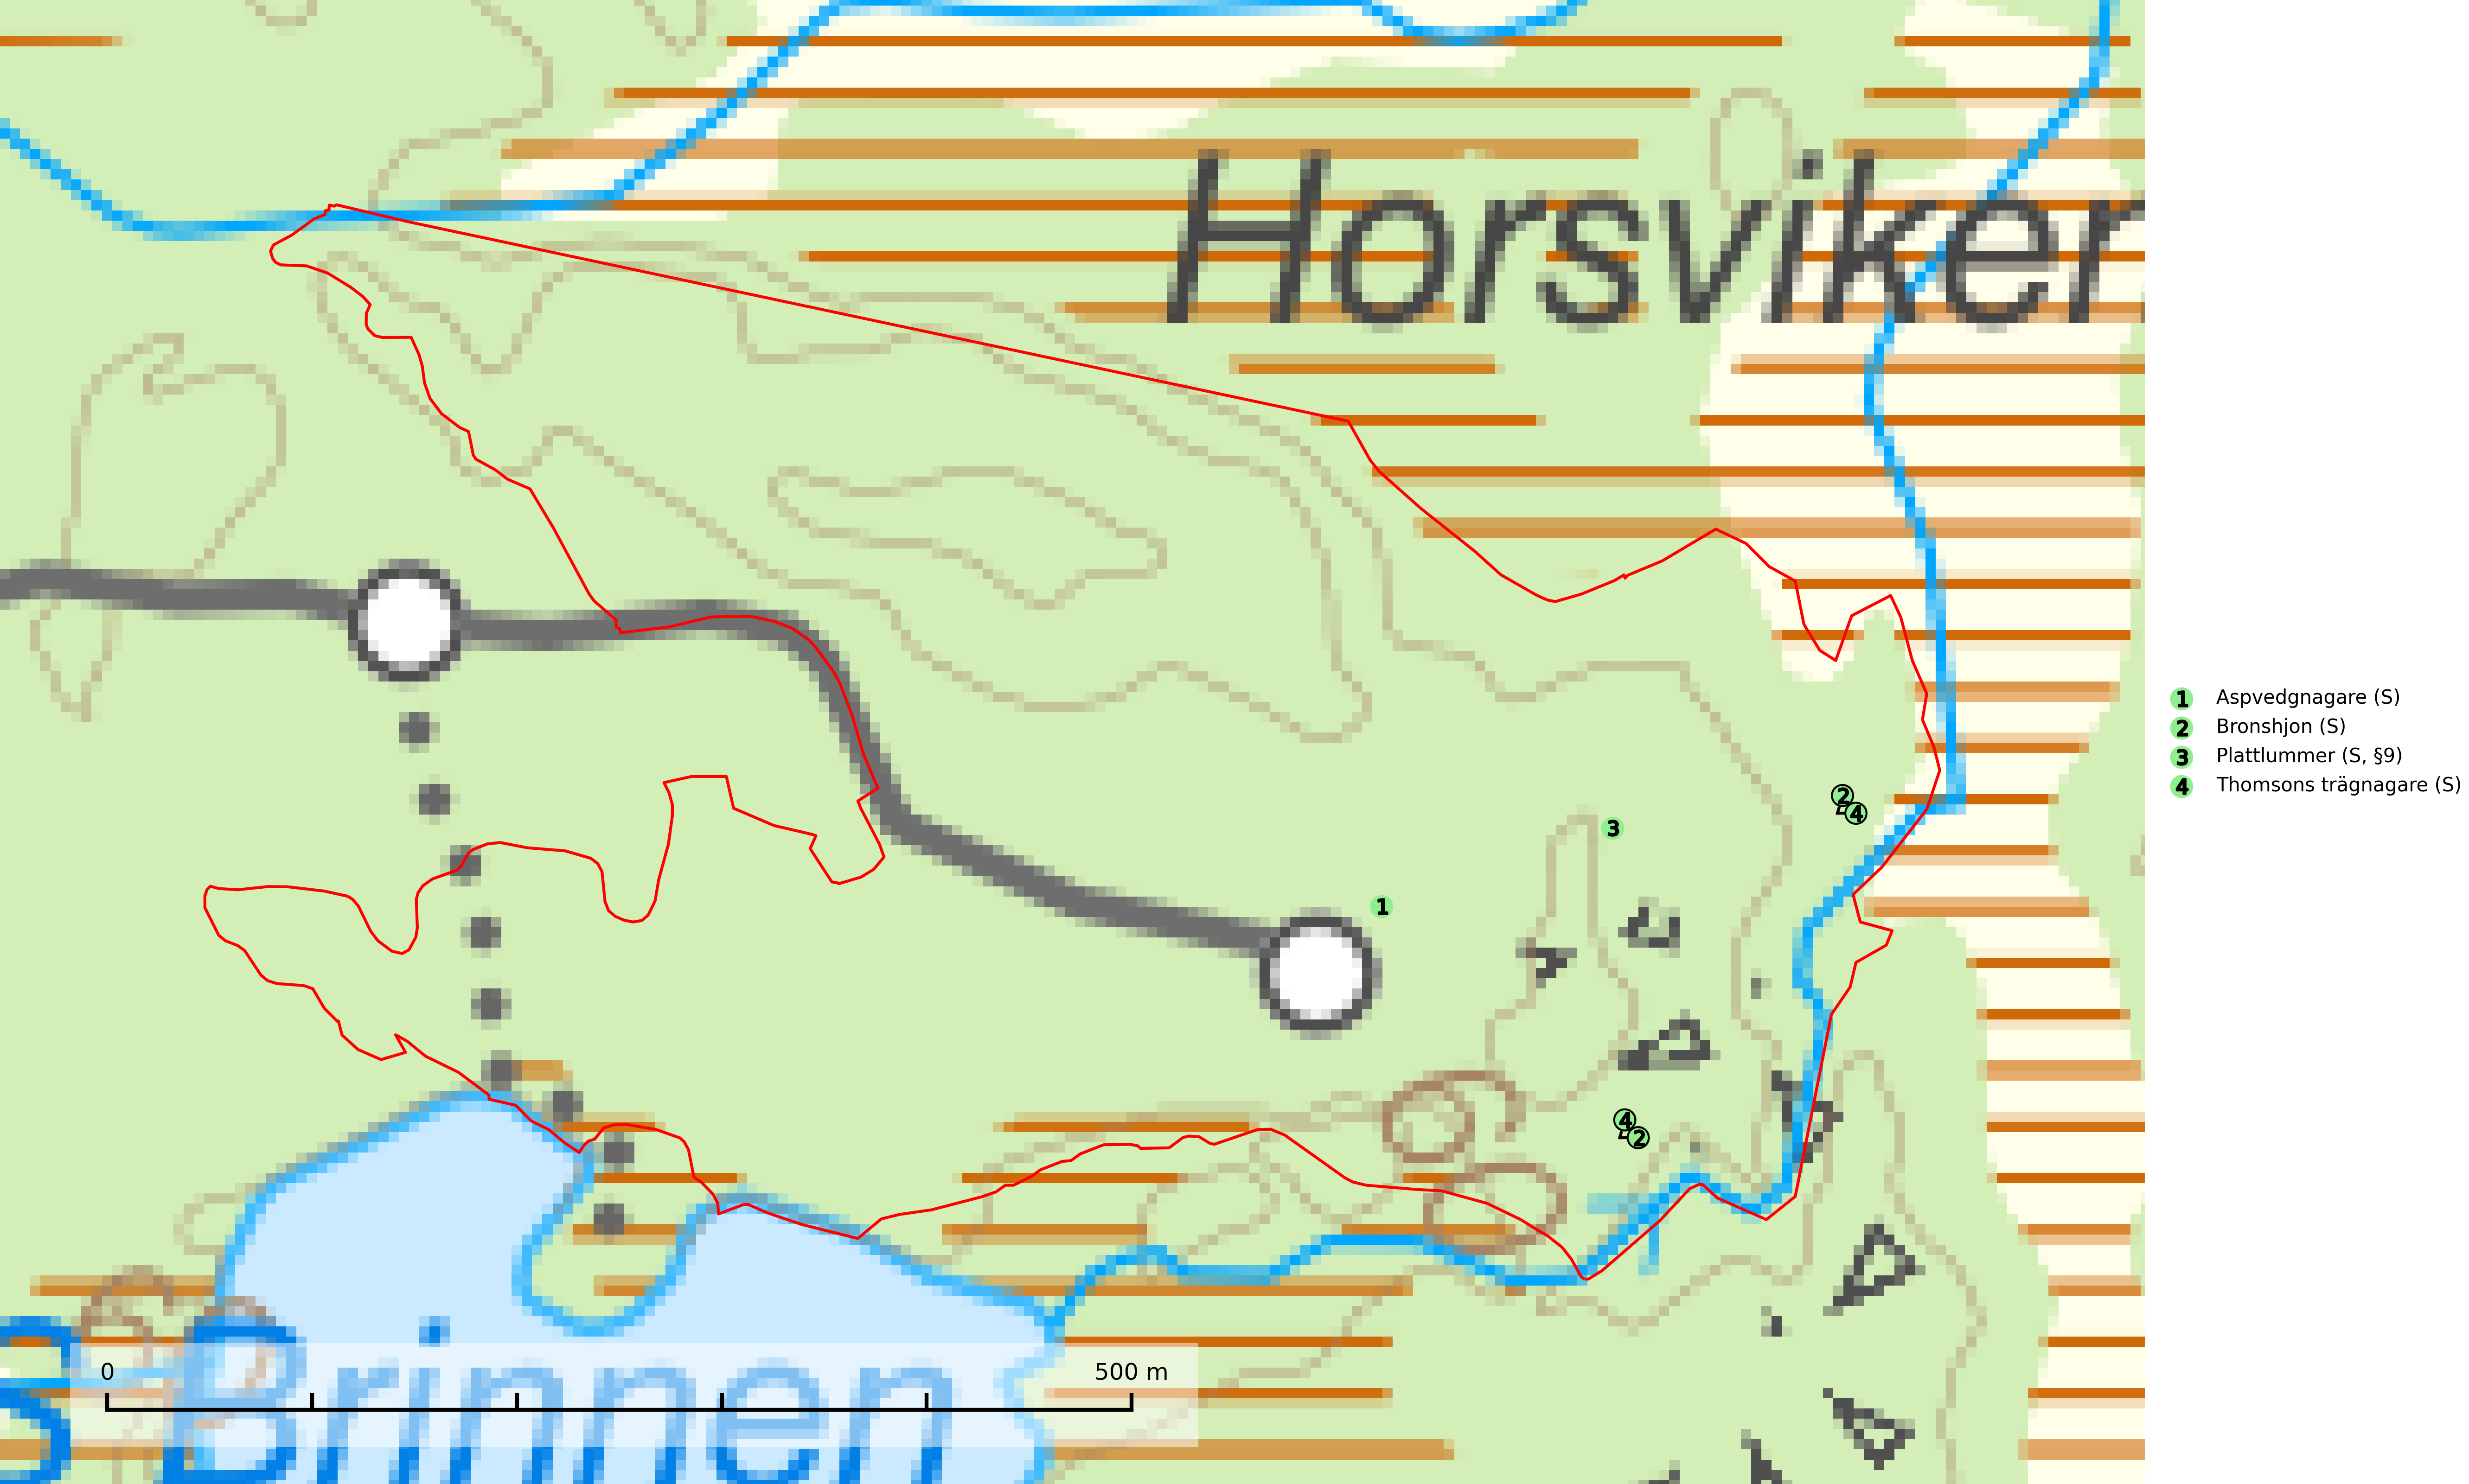 Horsviker
1 Aspvedgnagare (S)
2 Bronshjon (S)
3 Plattlummer (S, §9)
4 Thomsons trägnagare (S)
2
4
3
1
4
2
S Brinnen
0 500 m